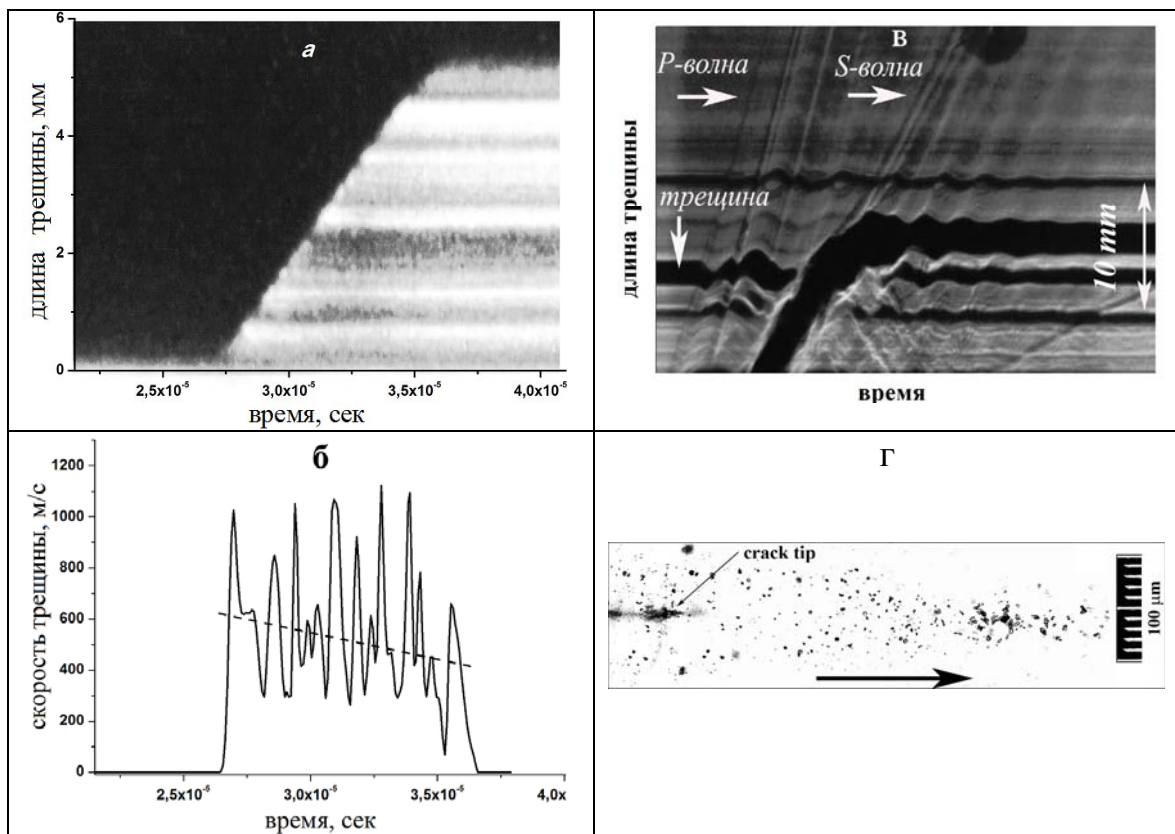 а
6
4
2
0
длина трещины, мм
2,5x10⁻⁵
3,0x10⁻⁵
3,5x10⁻⁵
4,0x10⁻⁵
время, сек
в
P-волна
S-волна
трещина
10 mm
длина трещины
время
б
1200
1000
800
600
400
200
0
скорость трещины, м/с
2,5x10⁻⁵
3,0x10⁻⁵
3,5x10⁻⁵
4,0x
время, сек
Г
crack tip
100 µm